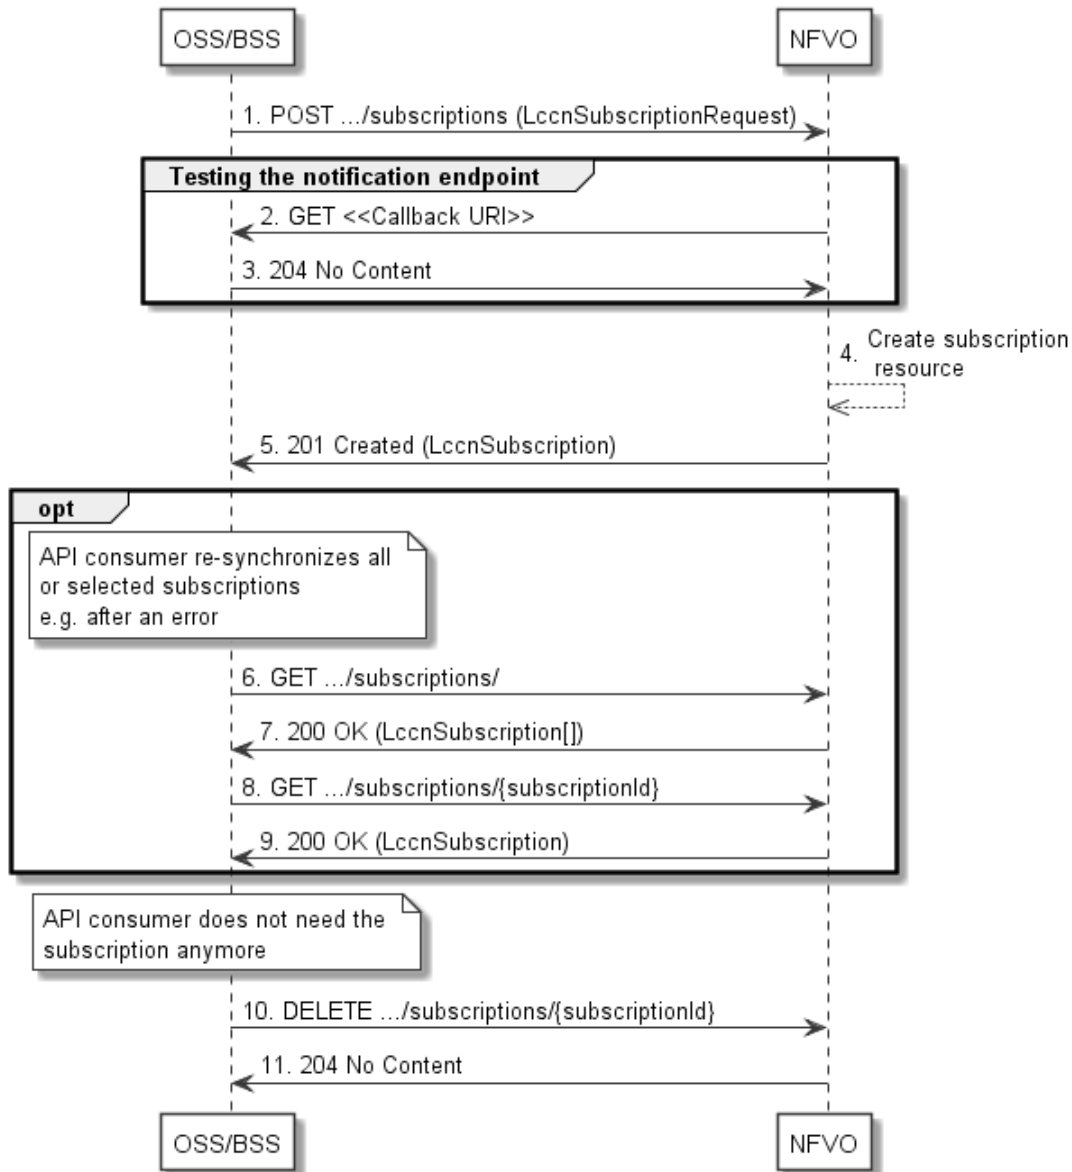 OSS/BSS
NFVO
1. POST .../subscriptions (LccnSubscriptionRequest)
Testing the notification endpoint
2. GET <<Callback URI>>
3. 204 No Content
4. Create subscription
resource
5. 201 Created (LccnSubscription)
opt
API consumer re-synchronizes all
or selected subscriptions
e.g. after an error
6. GET .../subscriptions/
7. 200 OK (LccnSubscription[])
8. GET .../subscriptions/{subscriptionId}
9. 200 OK (LccnSubscription)
API consumer does not need the
subscription anymore
10. DELETE .../subscriptions/{subscriptionId}
11. 204 No Content
OSS/BSS
NFVO